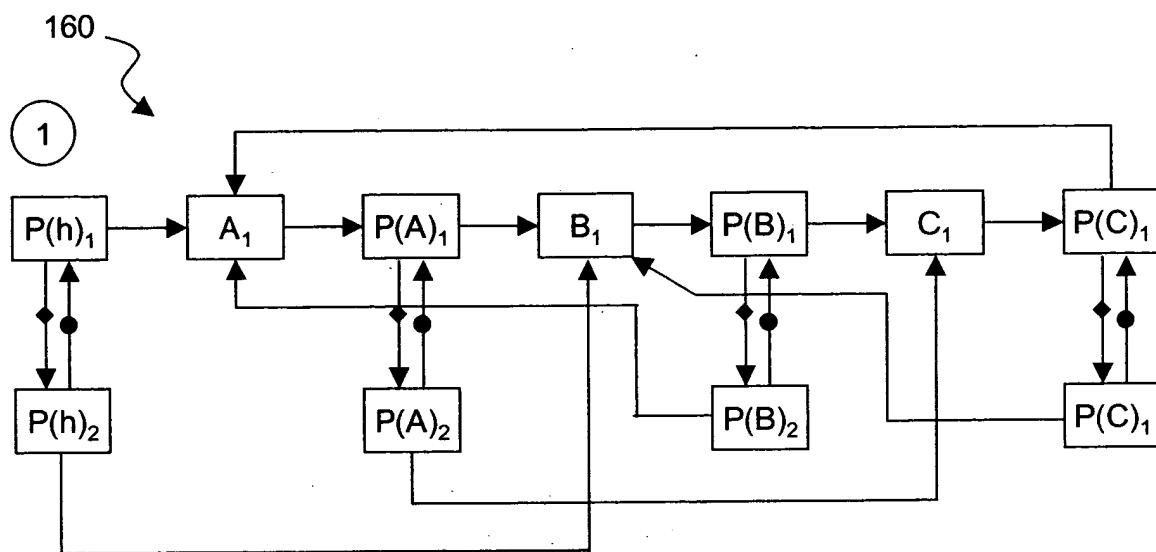 160
1
P(h)₁
A₁
P(A)₁
B₁
P(B)₁
C₁
P(C)₁
P(h)₂
P(A)₂
P(B)₂
P(C)₁